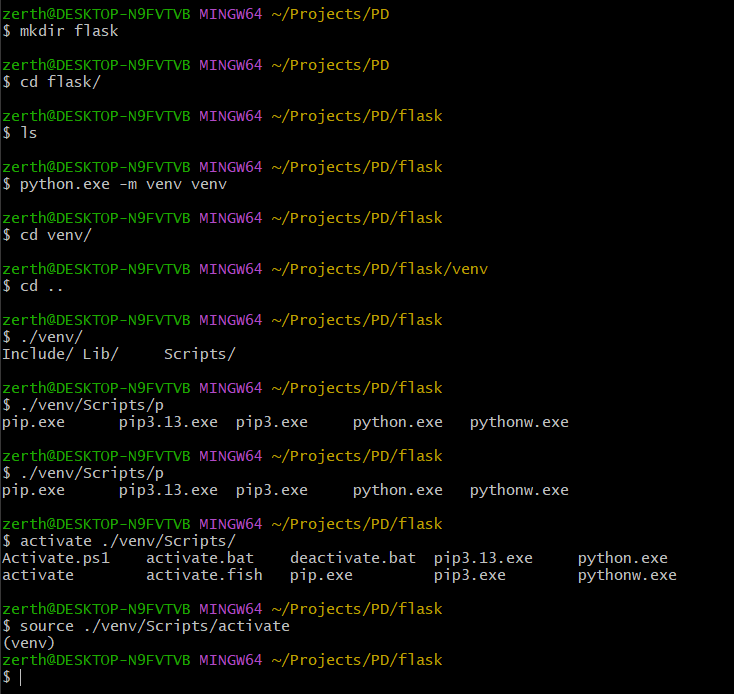 zerth@DESKTOP-N9FVTVB MINGW64 ~/Projects/PD
$ mkdir flask
zerth@DESKTOP-N9FVTVB MINGW64 ~/Projects/PD
$ cd flask/
zerth@DESKTOP-N9FVTVB MINGW64 ~/Projects/PD/flask
$ ls
zerth@DESKTOP-N9FVTVB MINGW64 ~/Projects/PD/flask
$ python.exe -m venv venv
zerth@DESKTOP-N9FVTVB MINGW64 ~/Projects/PD/flask
$ cd venv/
zerth@DESKTOP-N9FVTVB MINGW64 ~/Projects/PD/flask/venv
$ cd ..
zerth@DESKTOP-N9FVTVB MINGW64 ~/Projects/PD/flask
$ ./venv/
Include/ Lib/     Scripts/
zerth@DESKTOP-N9FVTVB MINGW64 ~/Projects/PD/flask
$ ./venv/Scripts/p
pip.exe      pip3.13.exe  pip3.exe     python.exe   pythonw.exe
zerth@DESKTOP-N9FVTVB MINGW64 ~/Projects/PD/flask
$ ./venv/Scripts/p
pip.exe      pip3.13.exe  pip3.exe     python.exe   pythonw.exe
zerth@DESKTOP-N9FVTVB MINGW64 ~/Projects/PD/flask
$ activate ./venv/Scripts/
Activate.ps1    activate.bat    deactivate.bat  pip3.13.exe     python.exe
activate        activate.fish   pip.exe         pip3.exe        pythonw.exe
zerth@DESKTOP-N9FVTVB MINGW64 ~/Projects/PD/flask
$ source ./venv/Scripts/activate
(venv)
zerth@DESKTOP-N9FVTVB MINGW64 ~/Projects/PD/flask
$